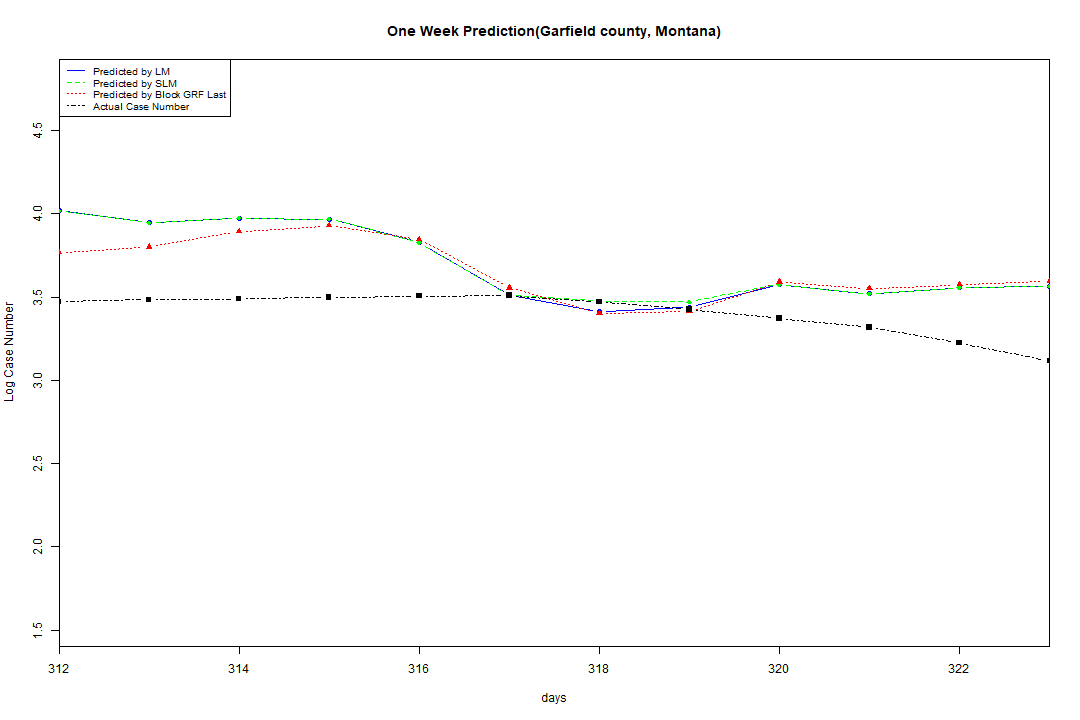 One Week Prediction(Garfield county, Montana)
Predicted by LM
Predicted by SLM
Predicted by Block GRF Last
Actual Case Number
4.5
4.0
3.5
3.0
2.5
2.0
1.5
Log Case Number
312 314 316 318 320 322
days